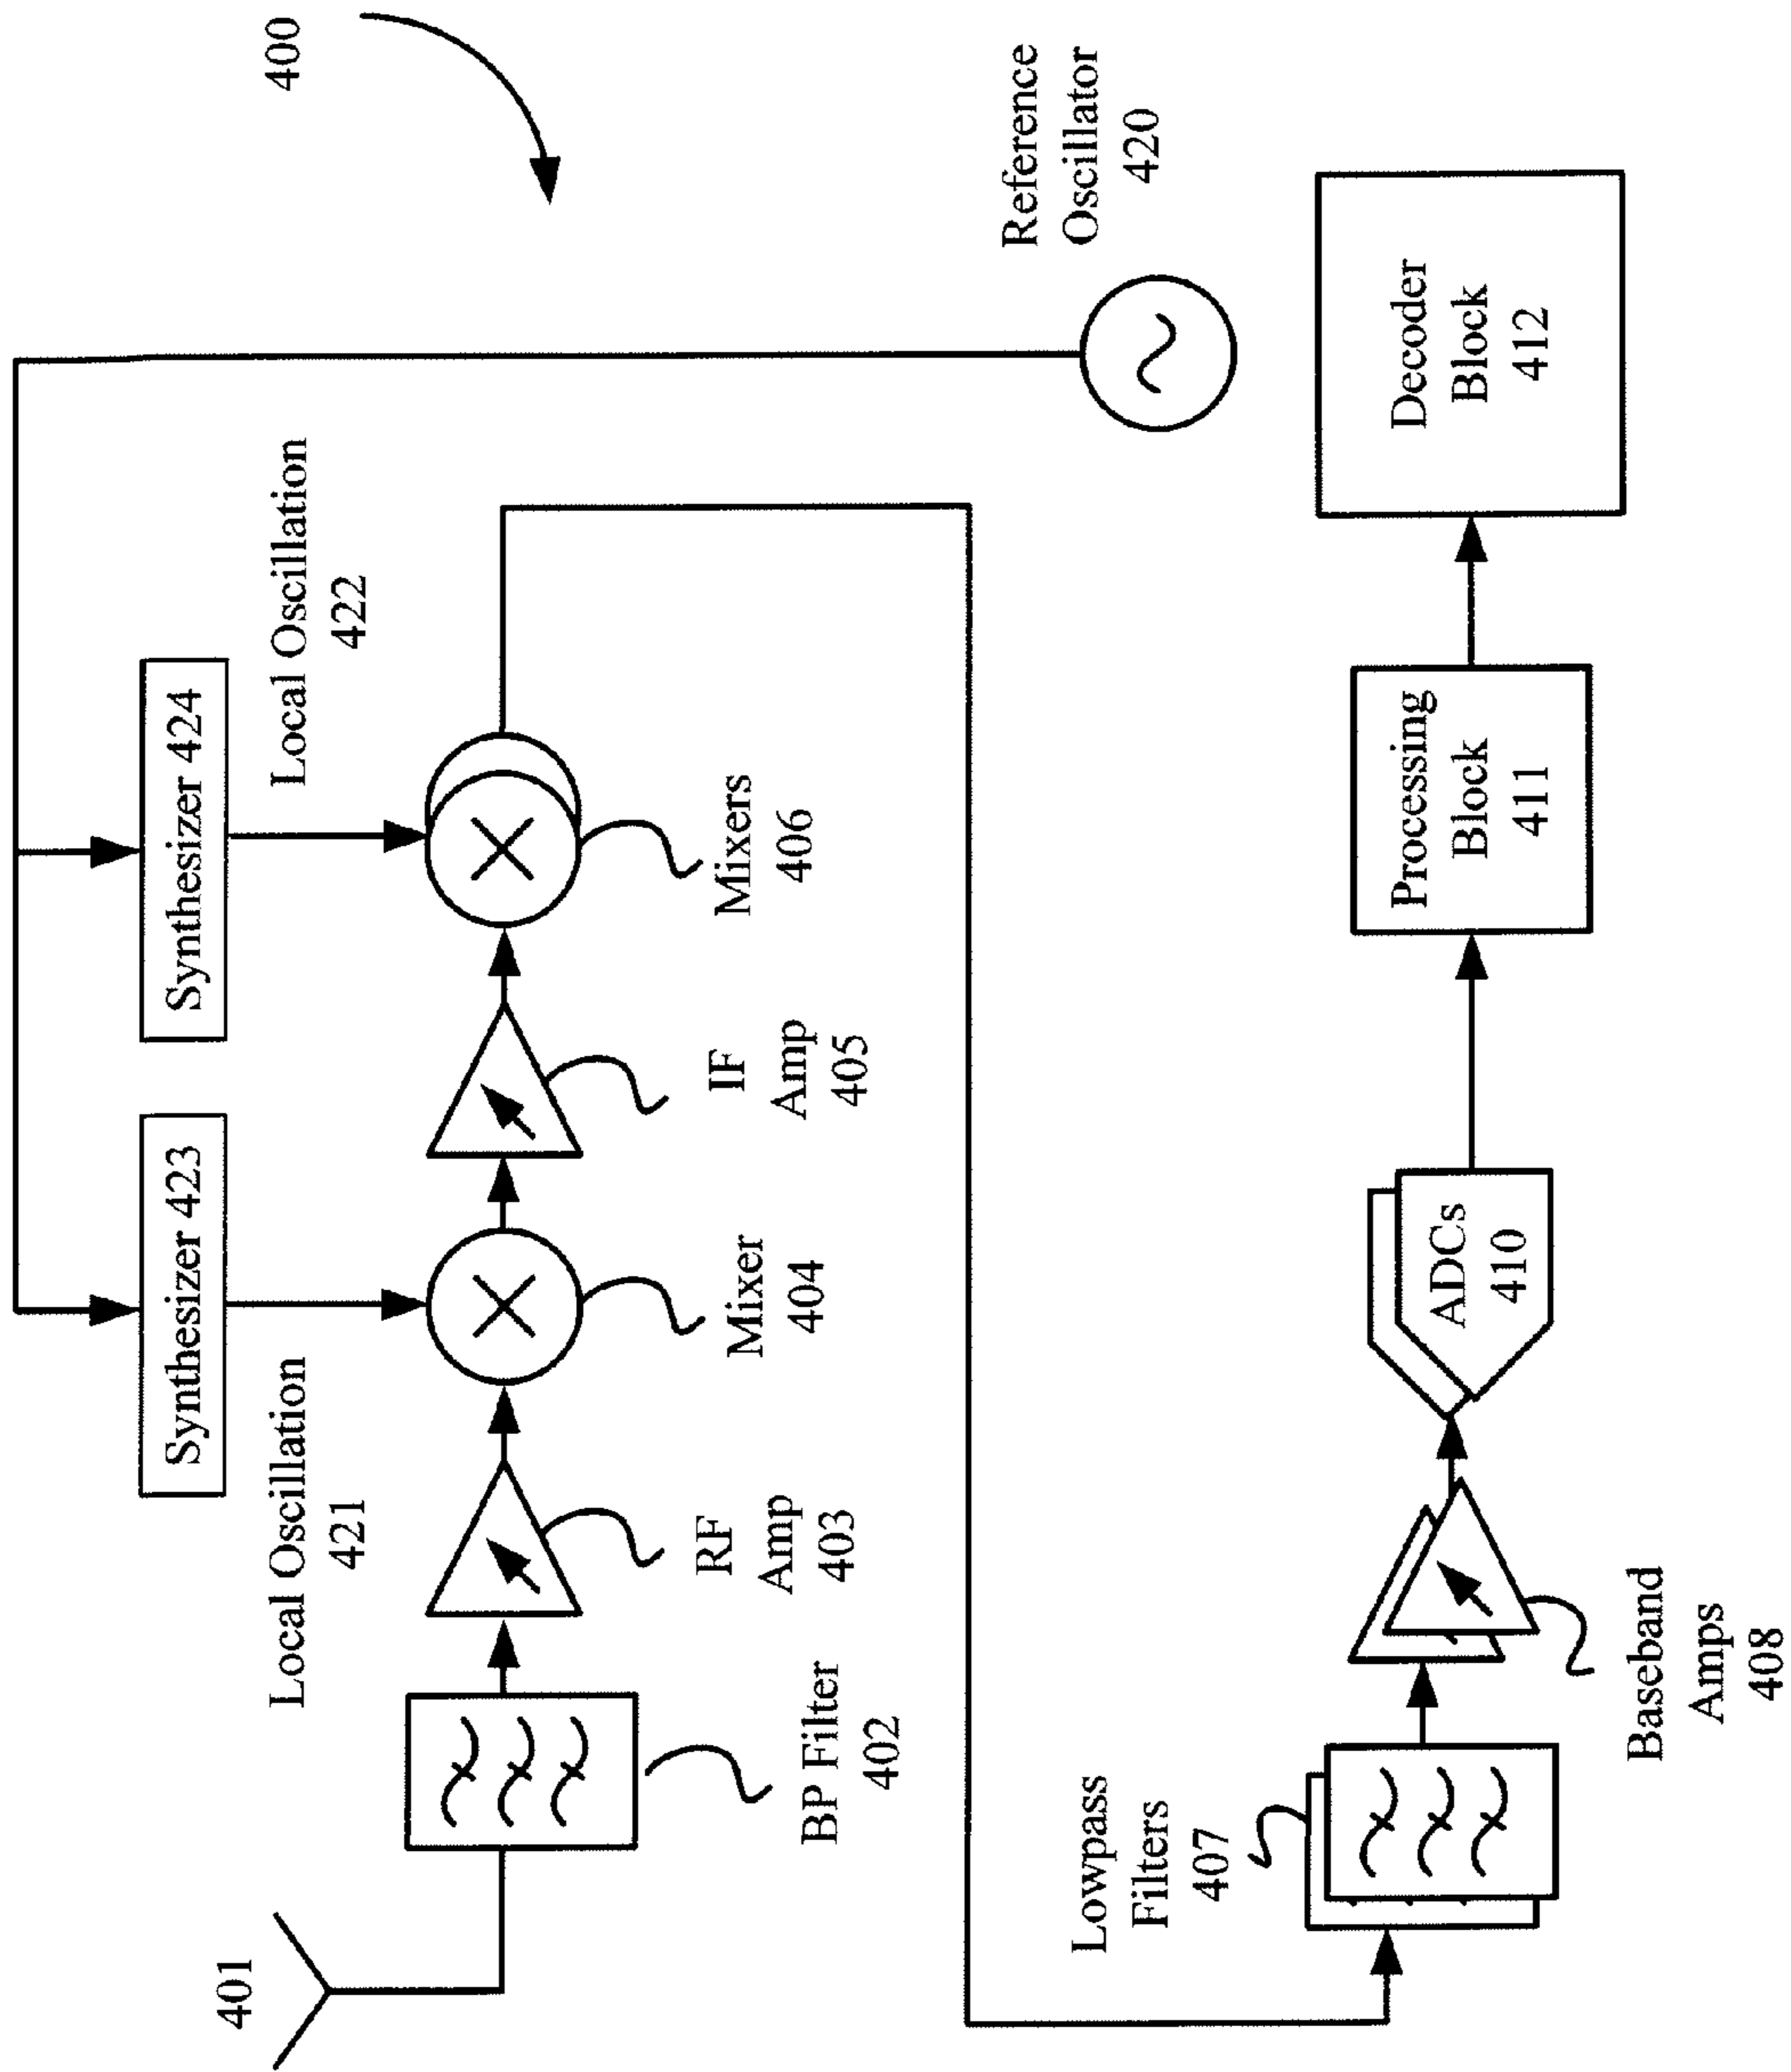 400
Synthesizer 423
Synthesizer 424
Local Oscillation
421
Local Oscillation
422
401
BP Filter
402
RF
Amp
403
Mixer
404
IF
Amp
405
Mixers
406
Reference
Oscillator
420
Lowpass
Filters
407
Baseband
Amps
408
ADCs
410
Processing
Block
411
Decoder
Block
412